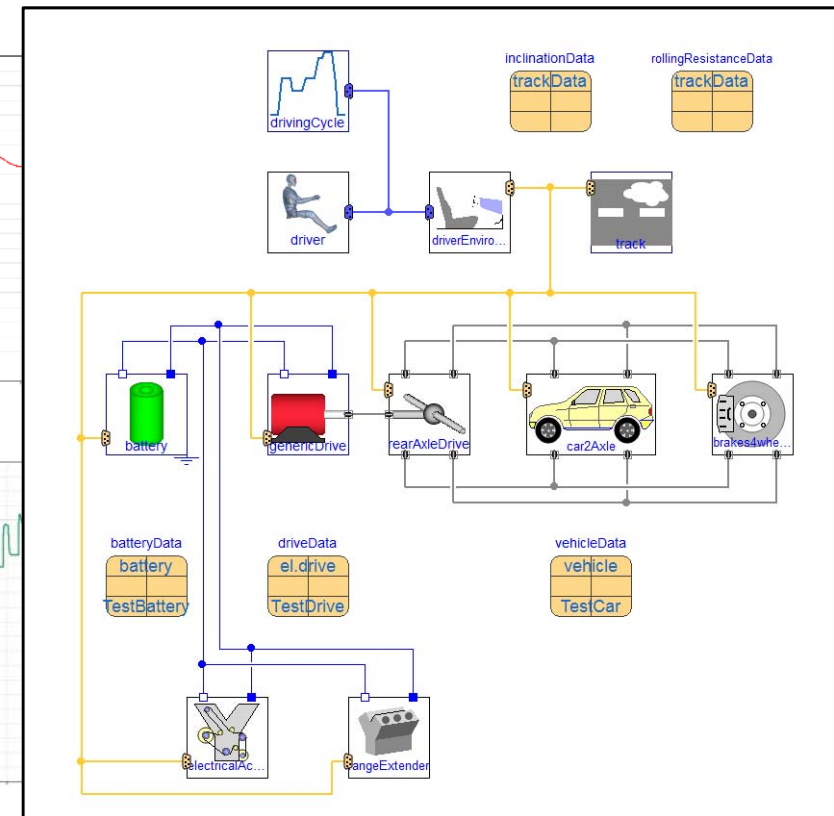 inclinationData
rollingResistanceData
trackData
trackData
drivingCycle
driver
driverEnviro...
track
battery
genericDrive
rearAxleDrive
car2Axle
brakes4whe...
batteryData
driveData
vehicleData
battery
el.drive
vehicle
TestBattery
TestDrive
TestCar
electricalAc...
rangeExtender